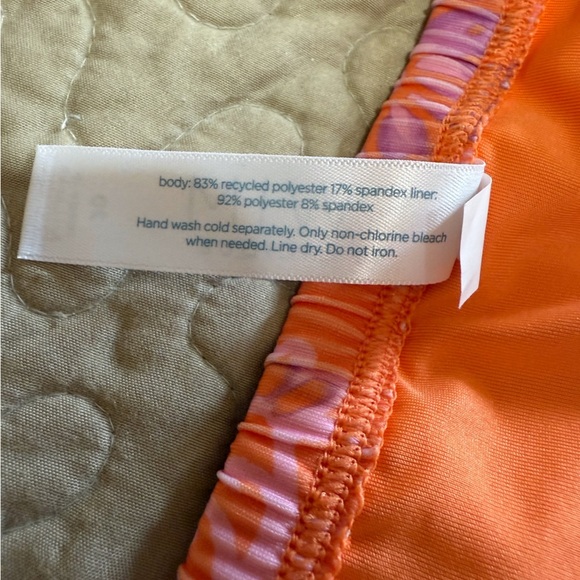 body: 83% recycled polyester 17% spandex liner:
92% polyester 8% spandex
Hand wash cold separately. Only non-chlorine bleach
when needed. Line dry. Do not iron.